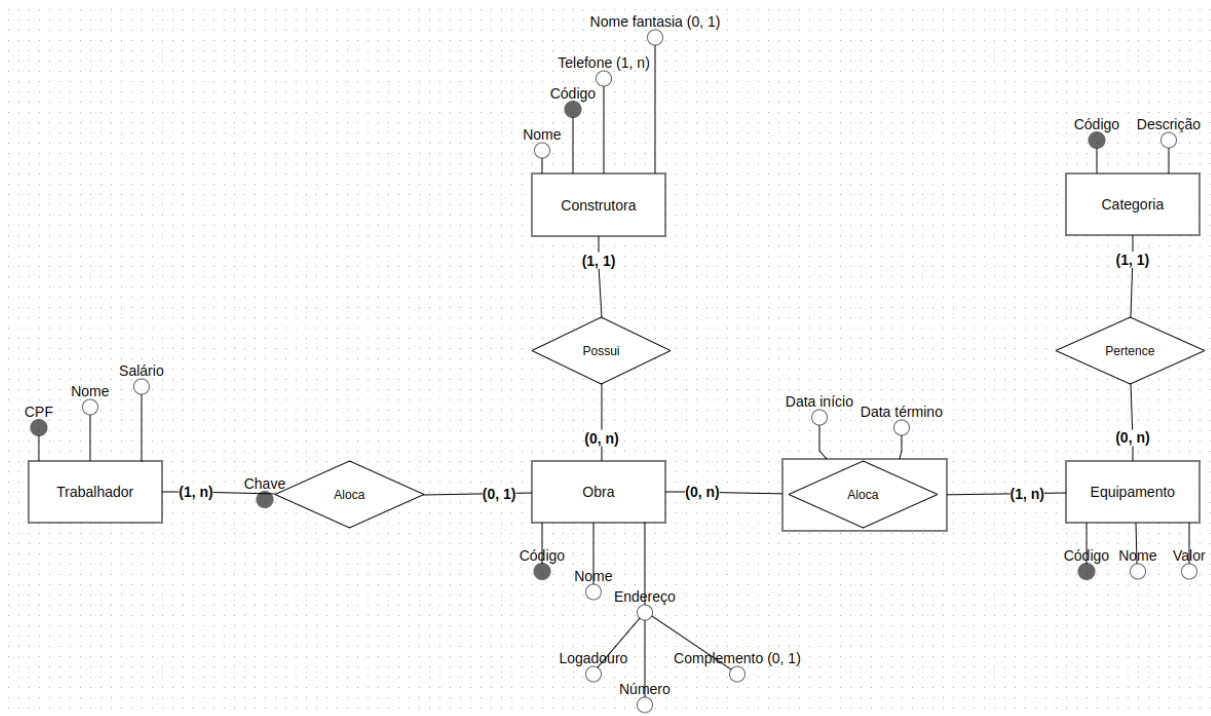 Nome fantasia (0, 1)
Telefone (1, n)
Código
Nome
Código
Descrição
Construtora
Categoria
(1, 1)
(1, 1)
Possui
Pertence
Salário
Nome
CPF
Data início
Data término
(0, n)
(0, n)
Trabalhador
(1, n)
Chave
Aloca
(0, 1)
Obra
(0, n)
Aloca
(1, n)
Equipamento
Código
Nome
Endereço
Código
Nome
Valor
Logadouro
Número
Complemento (0, 1)